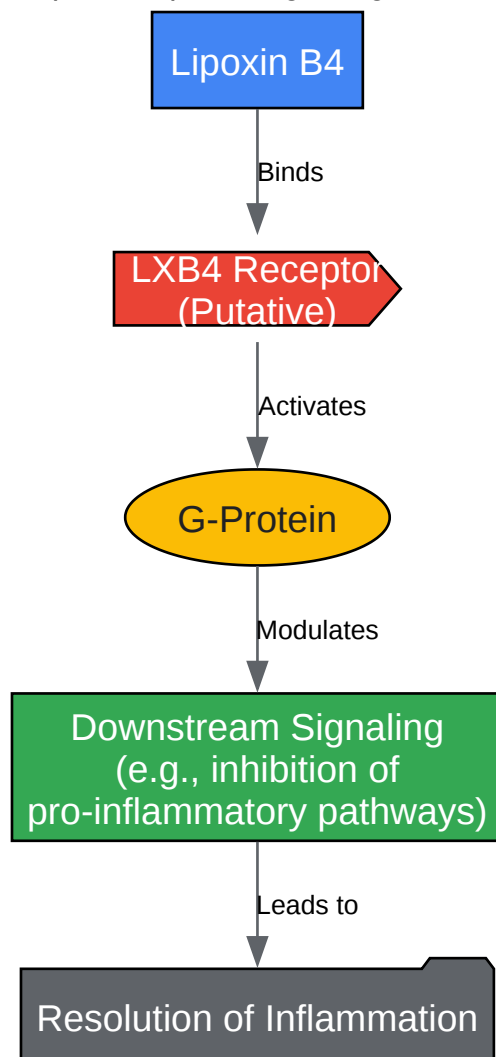 Lipoxin B4
Binds
LXB4 Receptor
(Putative)
Activates
G-Protein
Modulates
Downstream Signaling
(e.g., inhibition of
pro-inflammatory pathways)
Leads to
Resolution of Inflammation